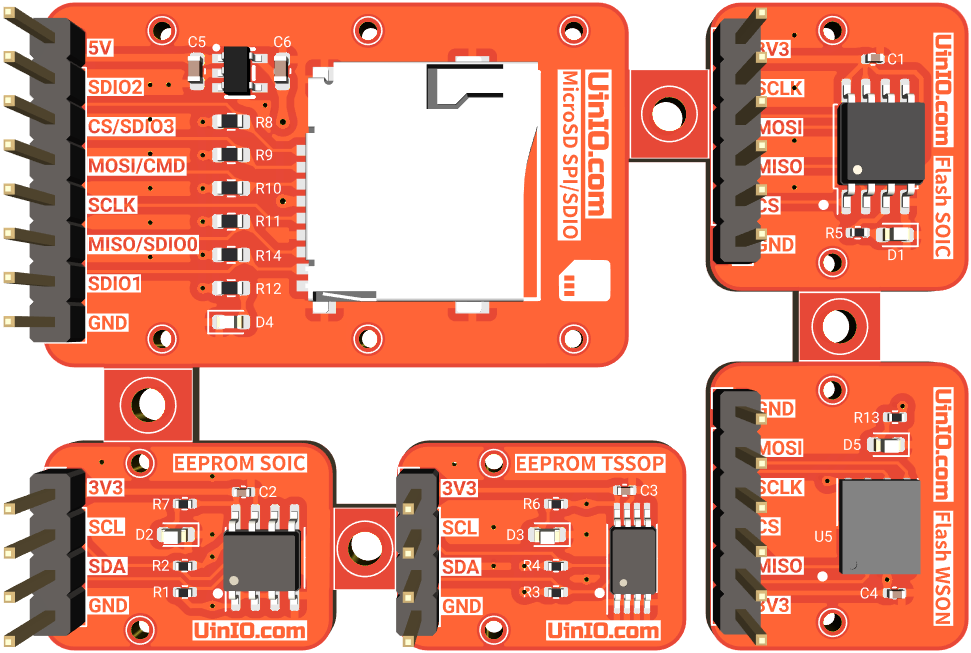 5V
SDIO2
CS/SDIO3
MOSI/CMD
SCLK
MISO/SDIO0
SDIO1
GND
C5
C6
R8
R9
R10
R11
R14
R12
D4
UinIO.com
MicroSD SPI/SDIO
3V3
SCLK
MOSI
MISO
CS
GND
C1
R5
D1
UinIO.com Flash SOIC
EEPROM SOIC
3V3
SCL
SDA
GND
R7
C2
D2
R2
R1
UinIO.com
EEPROM TSSOP
3V3
SCL
SDA
GND
R6
C3
D3
R4
R3
UinIO.com
GND
MOSI
SCLK
CS
MISO
3V3
R13
D5
U5
C4
UinIO.com Flash WSON